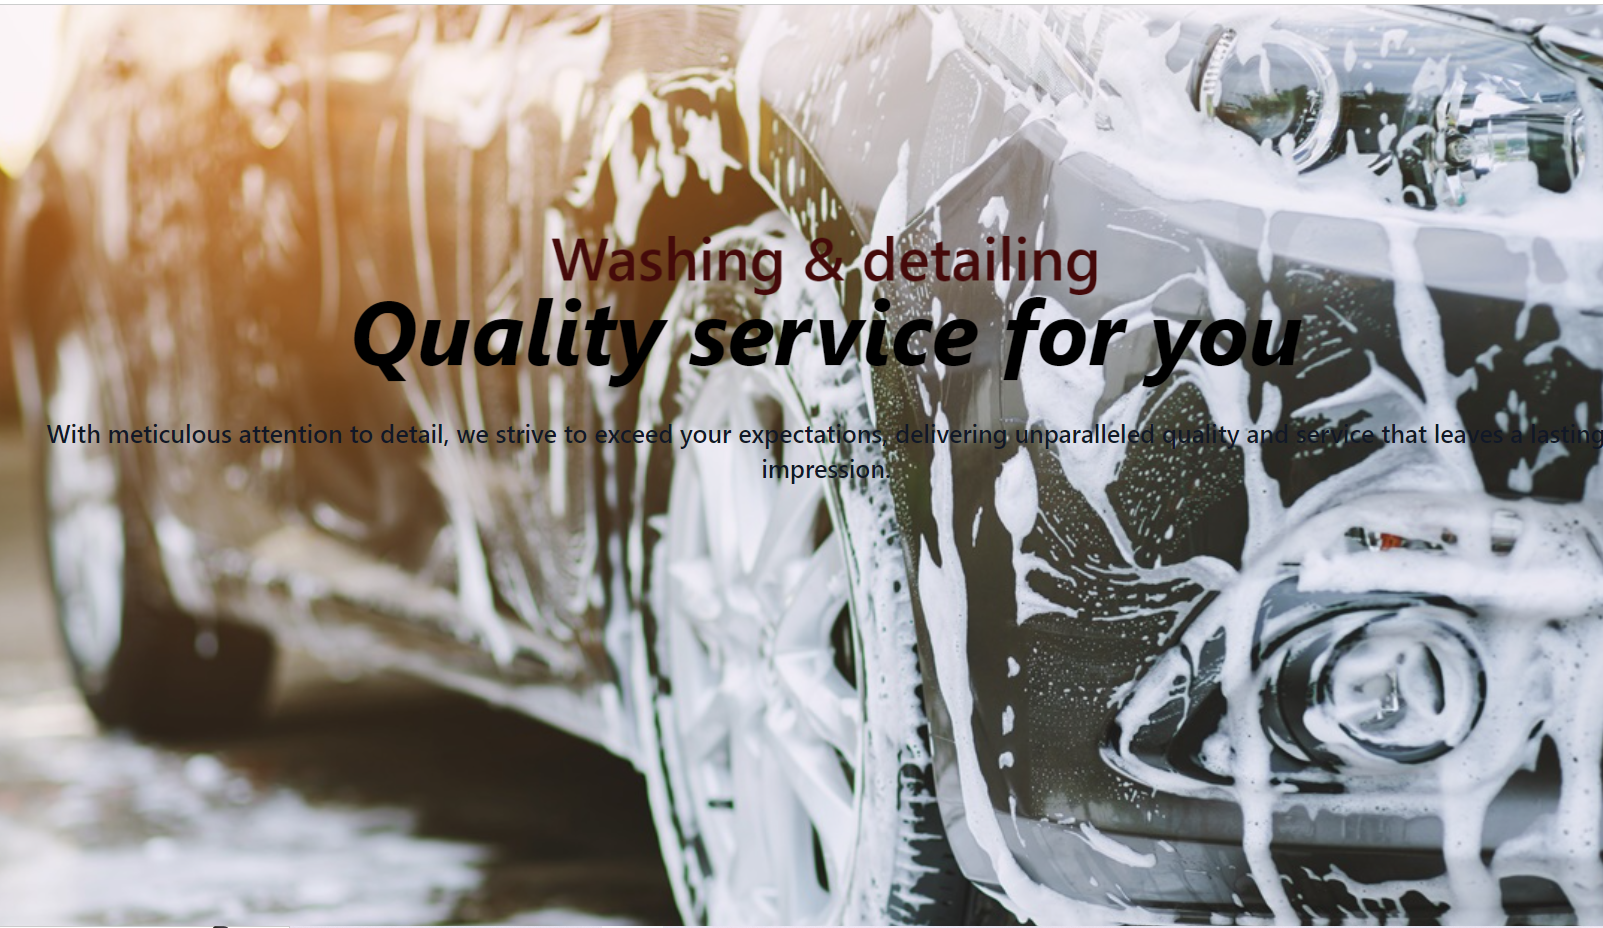 Washing & detailing
Quality service for you
With meticulous attention to detail, we strive to exceed your expectations, delivering unparalleled quality and service that leaves a lasting
impression.